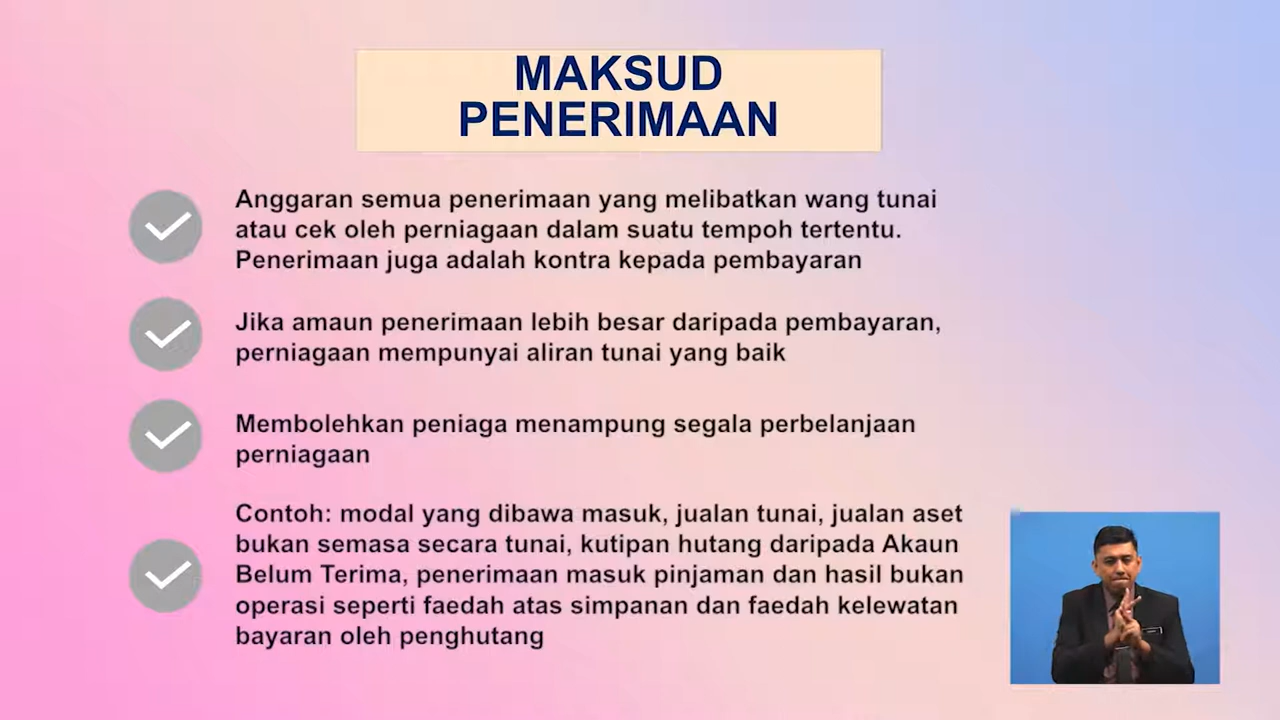 MAKSUD
PENERIMAAN
Anggaran semua penerimaan yang melibatkan wang tunai
atau cek oleh perniagaan dalam suatu tempoh tertentu.
Penerimaan juga adalah kontra kepada pembayaran
Jika amaun penerimaan lebih besar daripada pembayaran,
perniagaan mempunyai aliran tunai yang baik
Membolehkan peniaga menampung segala perbelanjaan
perniagaan
Contoh: modal yang dibawa masuk, jualan tunai, jualan aset
bukan semasa secara tunai, kutipan hutang daripada Akaun
Belum Terima, penerimaan masuk pinjaman dan hasil bukan
operasi seperti faedah atas simpanan dan faedah kelewatan
bayaran oleh penghutang